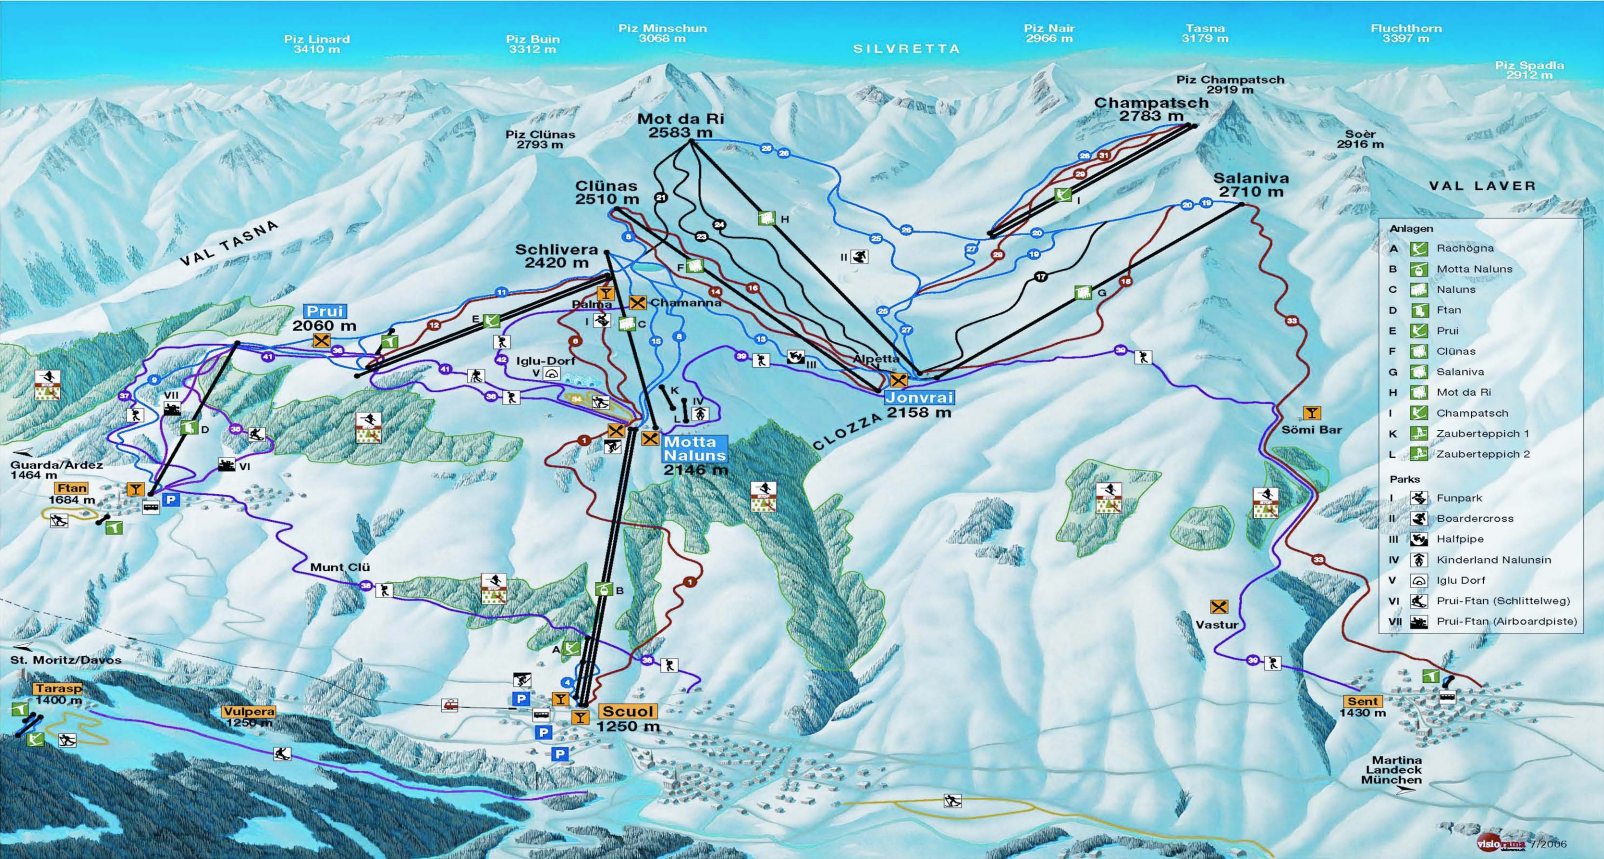 Piz Linard
3410 m
Piz Buin
3312 m
Piz Minschun
3068 m
SILVRETTA
Piz Nair
2966 m
Tasna
3179 m
Fluchthorn
3397 m
Piz Spadla
2912 m
Piz Champatsch
2919 m
Champatsch
2783 m
Mot da Ri
2583 m
Piz Clünas
2793 m
Soèr
2916 m
Clünas
2510 m
Salaniva
2710 m
VAL LAVER
VAL TASNA
Schlivera
2420 m
Palma
Chamanna
Prui
2060 m
Iglu-Dorf
V
Alpetta
Jonvrai
2158 m
CLOZZA
Motta
Naluns
2146 m
Sömi Bar
Guarda/Ardez
1464 m
Ftan
1684 m
Munt Clü
Vastur
St. Moritz/Davos
Tarasp
1400 m
Vulpera
1250 m
Scuol
1250 m
Sent
1430 m
Martina
Landeck
München
Anlagen
A Rachögna
B Motta Naluns
C Naluns
D Ftan
E Prui
F Clünas
G Salaniva
H Mot da Ri
I Champatsch
K Zauberteppich 1
L Zauberteppich 2
Parks
I Funpark
II Boardercross
III Halfpipe
IV Kinderland Nalunsin
V Iglu Dorf
VI Prui-Ftan (Schlittelweg)
VII Prui-Ftan (Airboardpiste)
visiorama 7/2006